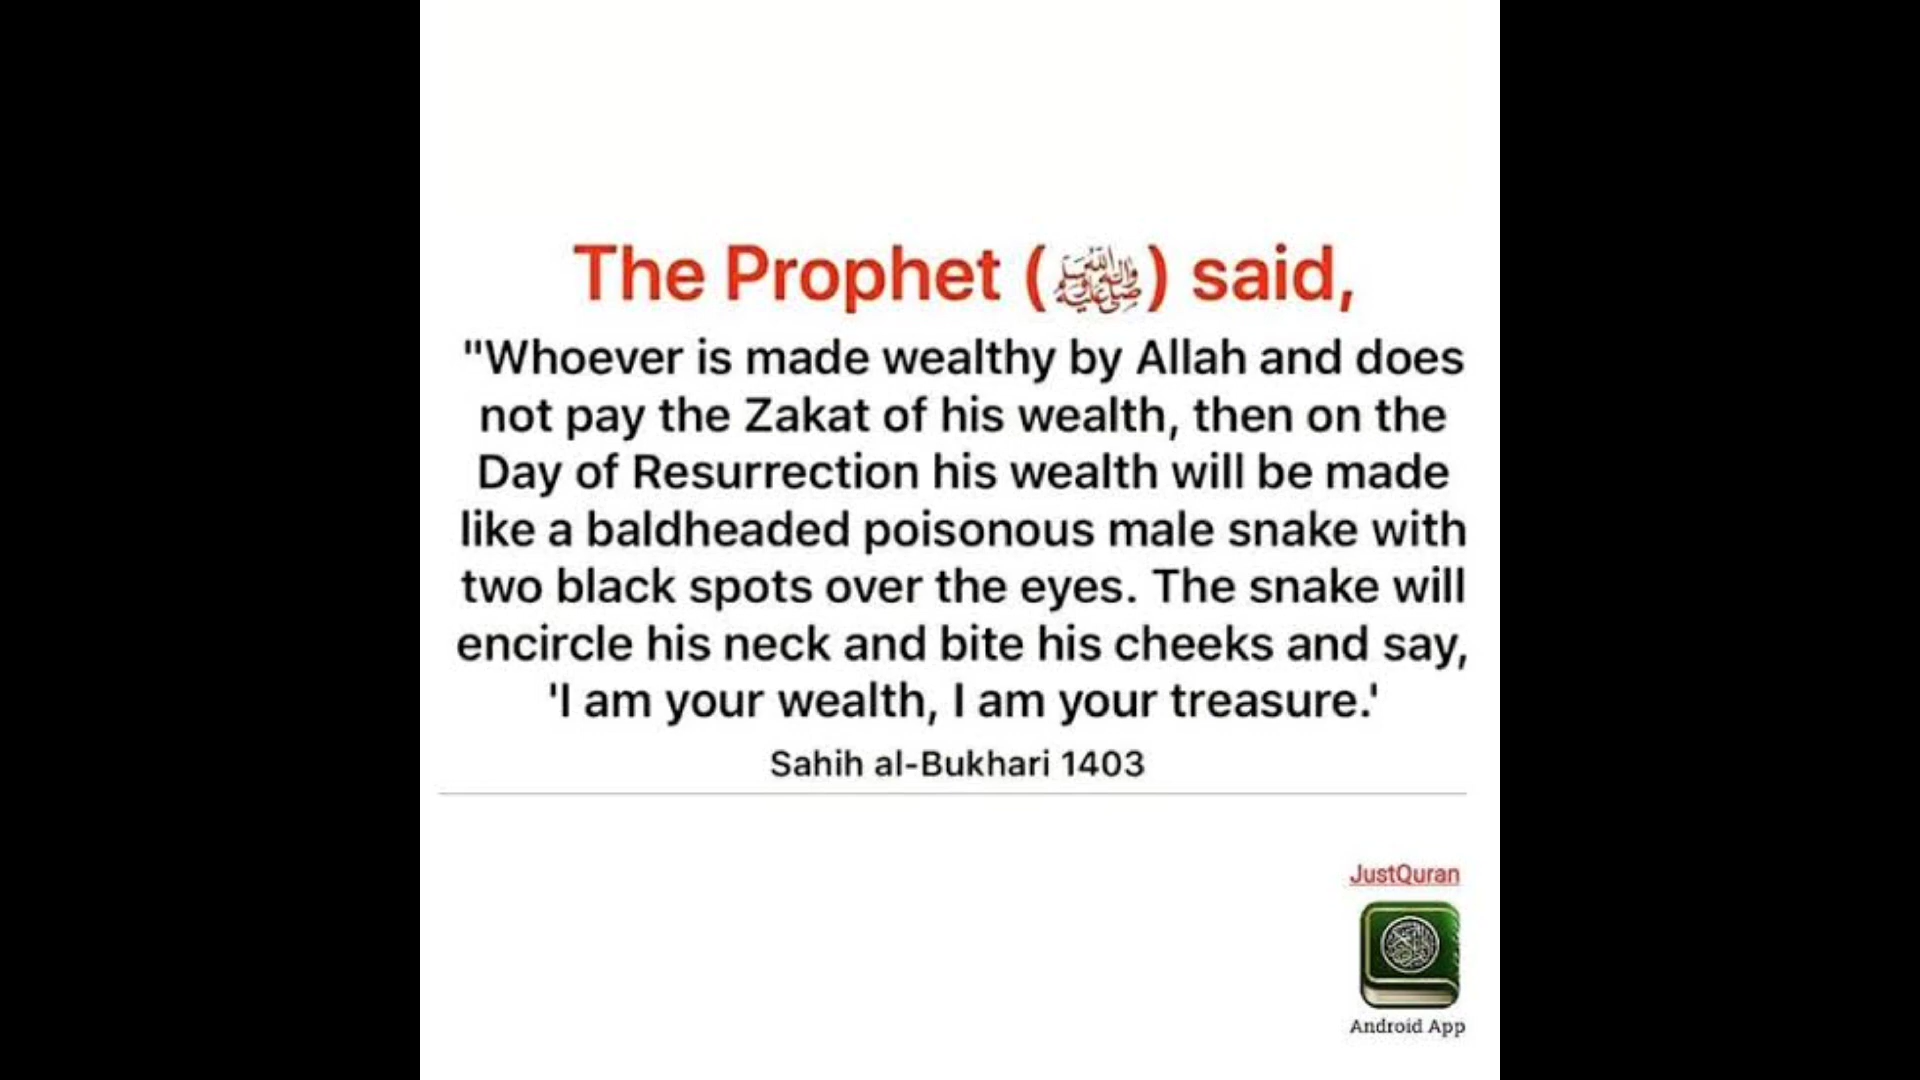 The Prophet (ﷺ) said,
"Whoever is made wealthy by Allah and does
not pay the Zakat of his wealth, then on the
Day of Resurrection his wealth will be made
like a baldheaded poisonous male snake with
two black spots over the eyes. The snake will
encircle his neck and bite his cheeks and say,
'I am your wealth, I am your treasure.'
Sahih al-Bukhari 1403
JustQuran
Android App